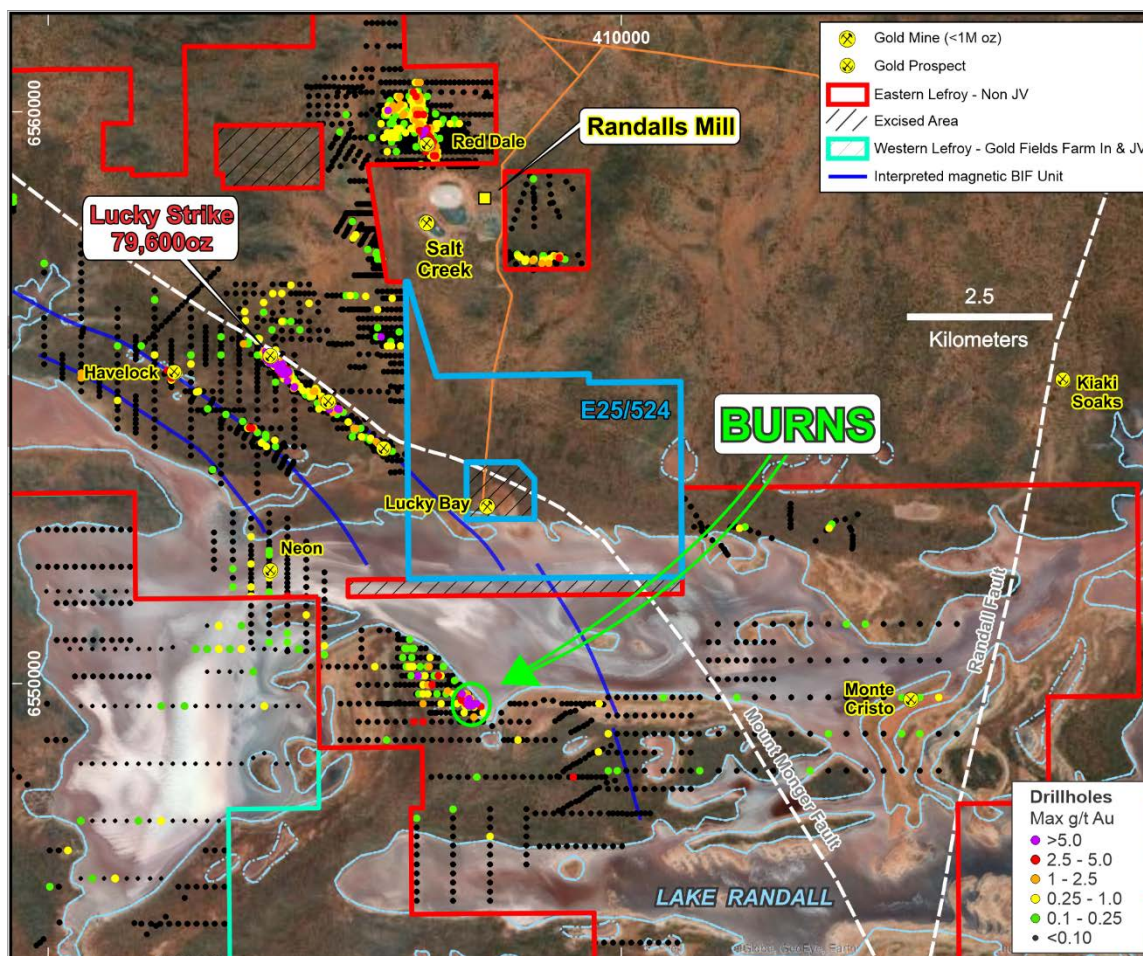 410000
6560000
6550000
Gold Mine (<1M oz)
Gold Prospect
Eastern Lefroy - Non JV
Excised Area
Western Lefroy - Gold Fields Farm In & JV
Interpreted magnetic BIF Unit
Red Dale
Randalls Mill
Lucky Strike
79,600oz
Salt
Creek
2.5
Kilometers
Havelock
Kiaki
Soaks
E25/524
BURNS
Lucky Bay
Neon
Randall Fault
Monte
Cristo
Mount Monger Fault
LAKE RANDALL
Drillholes
Max g/t Au
>5.0
2.5 - 5.0
1 - 2.5
0.25 - 1.0
0.1 - 0.25
<0.10